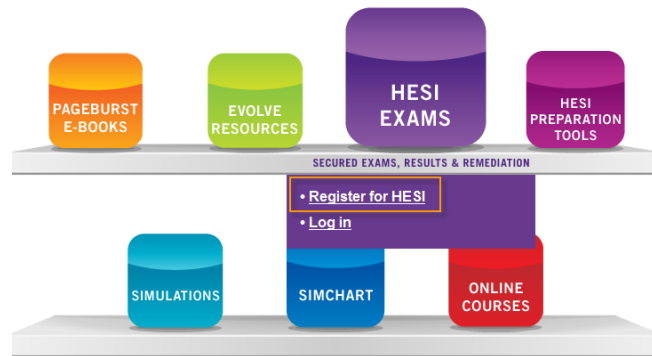 PAGEBURST
E-BOOKS
EVOLVE
RESOURCES
HESI
EXAMS
HESI
PREPARATION
TOOLS
SECURED EXAMS, RESULTS & REMEDIATION
• Register for HESI
• Log in
SIMULATIONS
SIMCHART
ONLINE
COURSES